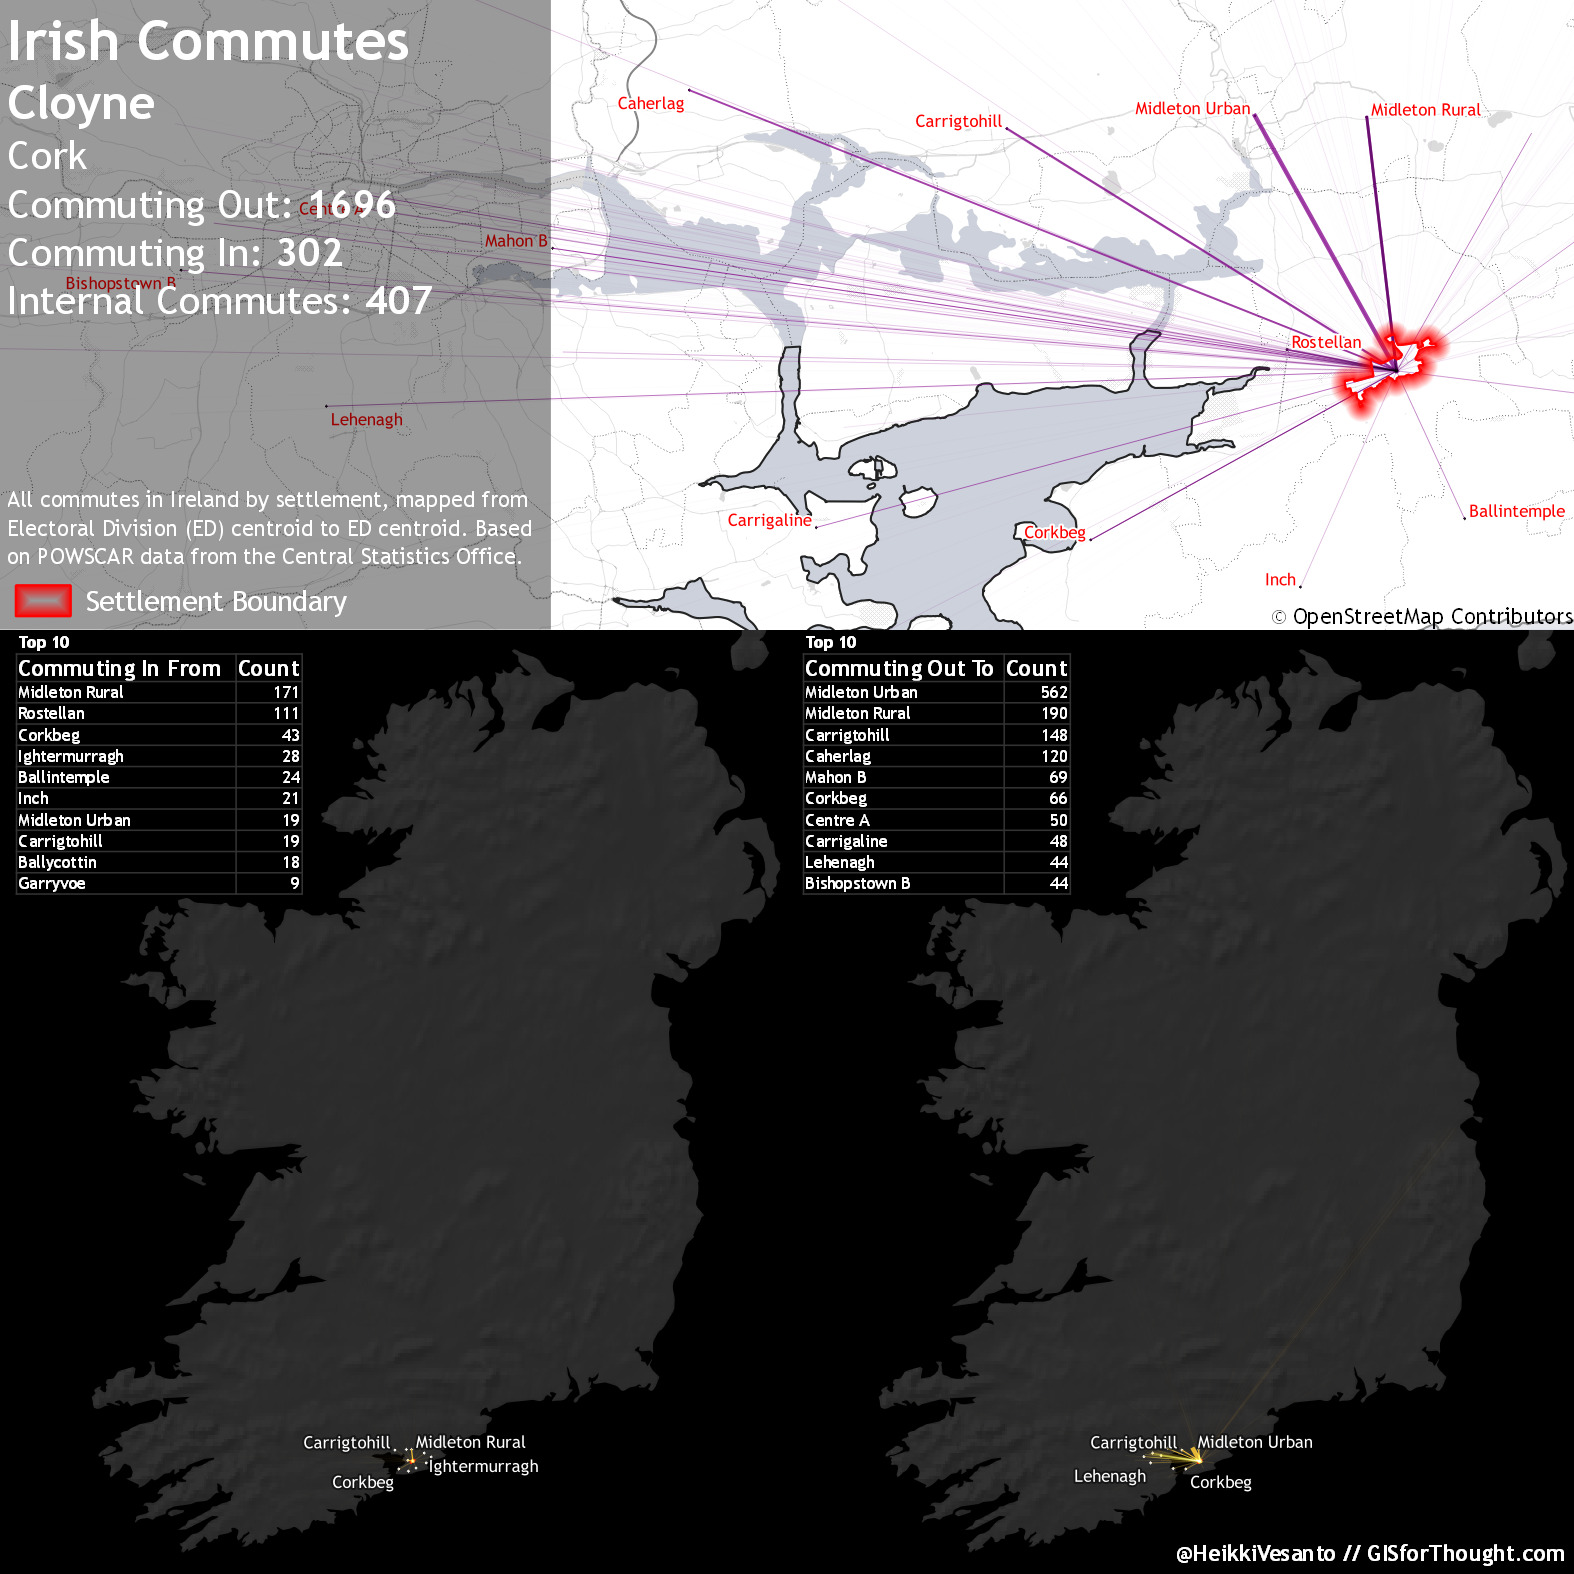 Irish Commutes
Cloyne
Cork
Commuting Out: 1696
Commuting In: 302
Internal Commutes: 407
Centre A
Mahon B
Bishopstown B
Lehenagh
Caherlag
Carrigtohill
Midleton Urban
Midleton Rural
Rostellan
Carrigaline
Corkbeg
Ballintemple
Inch
All commutes in Ireland by settlement, mapped from
Electoral Division (ED) centroid to ED centroid. Based
on POWSCAR data from the Central Statistics Office.
Settlement Boundary
© OpenStreetMap Contributors
Top 10
Commuting In From Count
Midleton Rural 171
Rostellan 111
Corkbeg 43
Ightermurragh 28
Ballintemple 24
Inch 21
Midleton Urban 19
Carrigtohill 19
Ballycottin 18
Garryvoe 9
Top 10
Commuting Out To Count
Midleton Urban 562
Midleton Rural 190
Carrigtohill 148
Caherlag 120
Mahon B 69
Corkbeg 66
Centre A 50
Carrigaline 48
Lehenagh 44
Bishopstown B 44
Carrigtohill
Midleton Rural
Ightermurragh
Corkbeg
Carrigtohill
Midleton Urban
Lehenagh
Corkbeg
@HeikkiVesanto // GISforThought.com